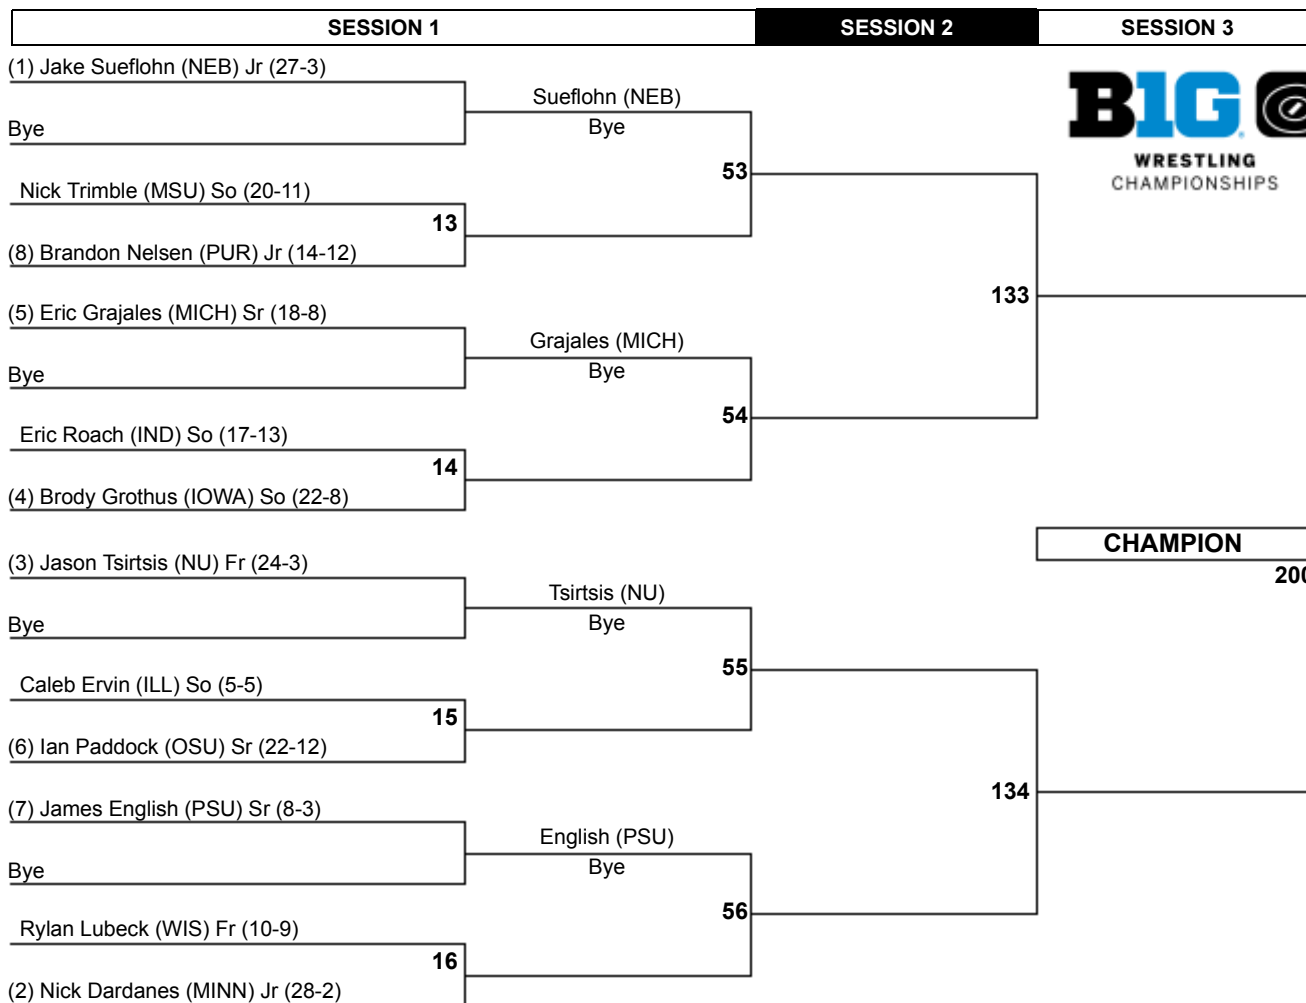 SESSION 1 SESSION 2 SESSION 3
(1) Jake Sueflohn (NEB) Jr (27-3)
Sueflohn (NEB)
Bye
Bye
B1G
WRESTLING
CHAMPIONSHIPS
53
Nick Trimble (MSU) So (20-11)
13
(8) Brandon Nelsen (PUR) Jr (14-12)
133
(5) Eric Grajales (MICH) Sr (18-8)
Grajales (MICH)
Bye
Bye
54
Eric Roach (IND) So (17-13)
14
(4) Brody Grothus (IOWA) So (22-8)
CHAMPION
200
(3) Jason Tsirtsis (NU) Fr (24-3)
Tsirtsis (NU)
Bye
Bye
55
Caleb Ervin (ILL) So (5-5)
15
(6) Ian Paddock (OSU) Sr (22-12)
134
(7) James English (PSU) Sr (8-3)
English (PSU)
Bye
Bye
56
Rylan Lubeck (WIS) Fr (10-9)
16
(2) Nick Dardanes (MINN) Jr (28-2)